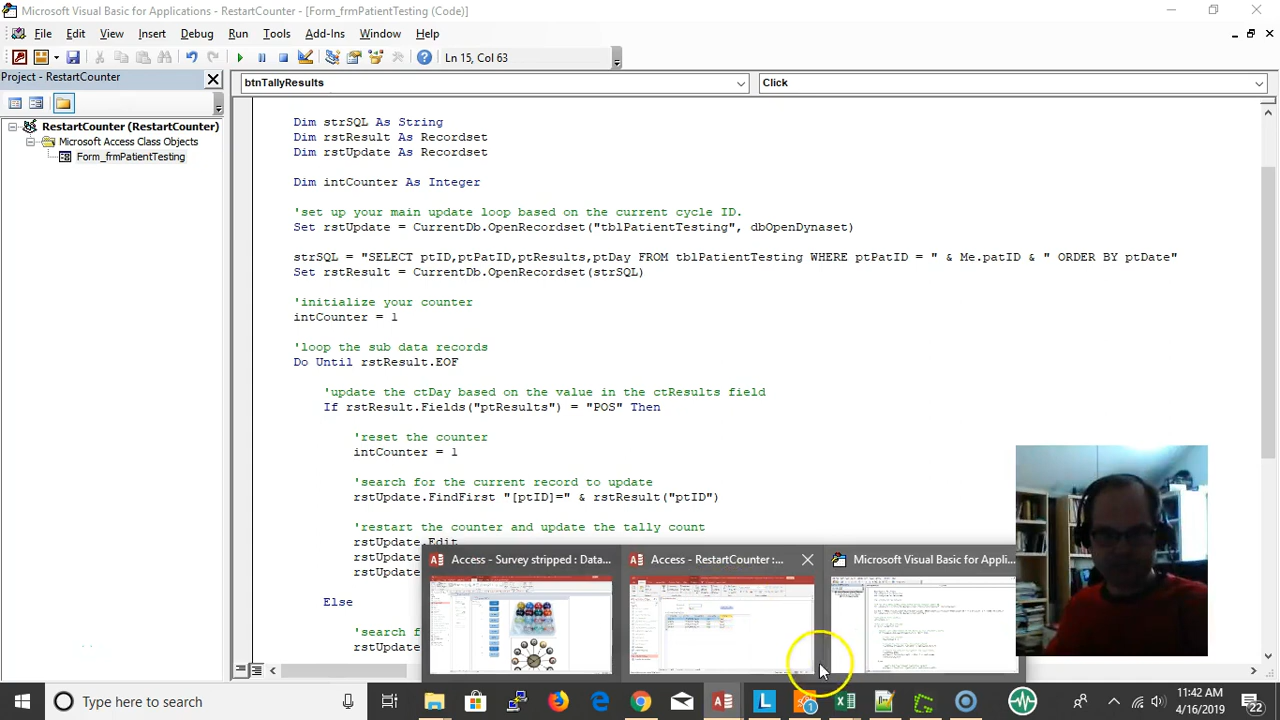 Microsoft Visual Basic for Applications - RestartCounter - [Form_frmPatientTesting (Code)]
File Edit View Insert Debug Run Tools Add-Ins Window Help
Ln 15, Col 63
Project - RestartCounter
btnTallyResults
Click
RestartCounter (RestartCounter)
Microsoft Access Class Objects
Form_frmPatientTesting
Dim strSQL As String
Dim rstResult As Recordset
Dim rstUpdate As Recordset
Dim intCounter As Integer
'set up your main update loop based on the current cycle ID.
Set rstUpdate = CurrentDb.OpenRecordset("tblPatientTesting", dbOpenDynaset)
strSQL = "SELECT ptID,ptPatID,ptResults,ptDay FROM tblPatientTesting WHERE ptPatID = " & Me.patID & " ORDER BY ptDate"
Set rstResult = CurrentDb.OpenRecordset(strSQL)
'initialize your counter
intCounter = 1
'loop the sub data records
Do Until rstResult.EOF
'update the ctDay based on the value in the ctResults field
If rstResult.Fields("ptResults") = "POS" Then
'reset the counter
intCounter = 1
'search for the current record to update
rstUpdate.FindFirst "[ptID]=" & rstResult("ptID")
'restart the counter and update the tally count
rstUpdate.Edit
rstUpdate
rstUpdate
Else
'search f
rstUpdate
Access - Survey stripped : Data...
Access - RestartCounter :...
Microsoft Visual Basic for Appli...
Type here to search
1
11:42 AM
4/16/2019
22